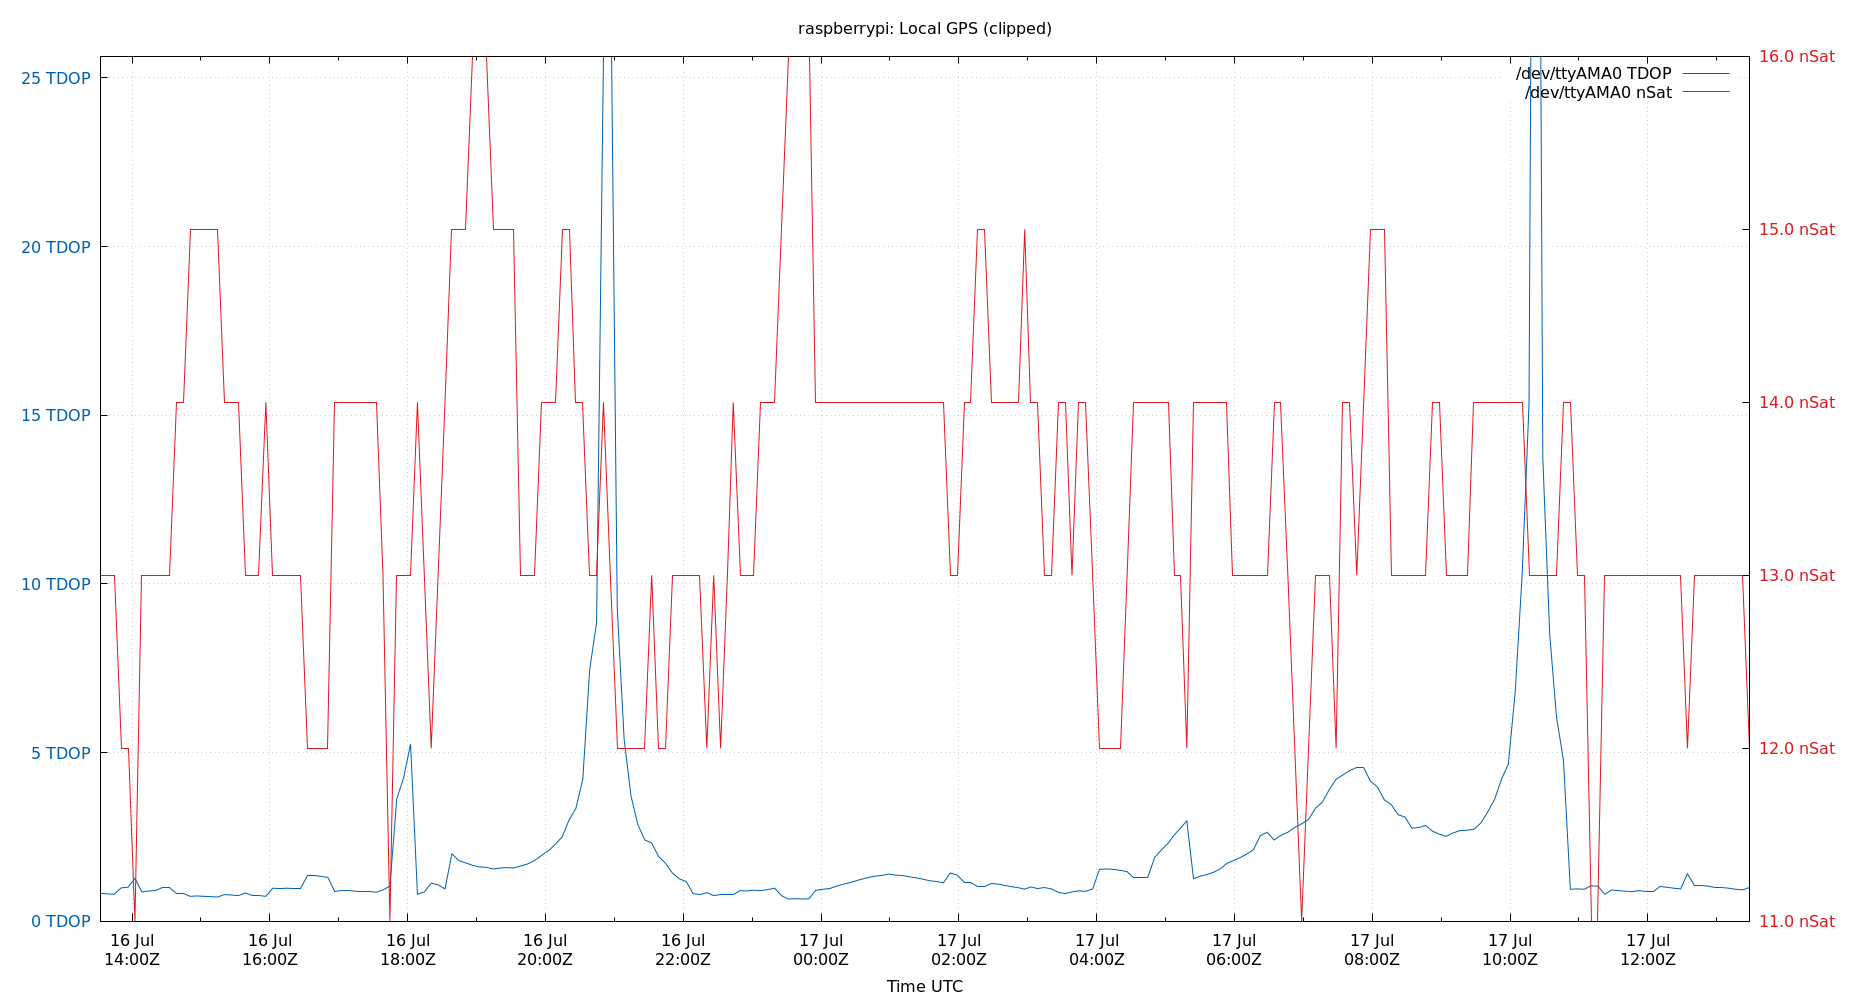 raspberrypi: Local GPS (clipped)
/dev/ttyAMA0 TDOP
/dev/ttyAMA0 nSat
25 TDOP
20 TDOP
15 TDOP
10 TDOP
5 TDOP
0 TDOP
16.0 nSat
15.0 nSat
14.0 nSat
13.0 nSat
12.0 nSat
11.0 nSat
16 Jul 14:00Z
16 Jul 16:00Z
16 Jul 18:00Z
16 Jul 20:00Z
16 Jul 22:00Z
17 Jul 00:00Z
17 Jul 02:00Z
17 Jul 04:00Z
17 Jul 06:00Z
17 Jul 08:00Z
17 Jul 10:00Z
17 Jul 12:00Z
Time UTC